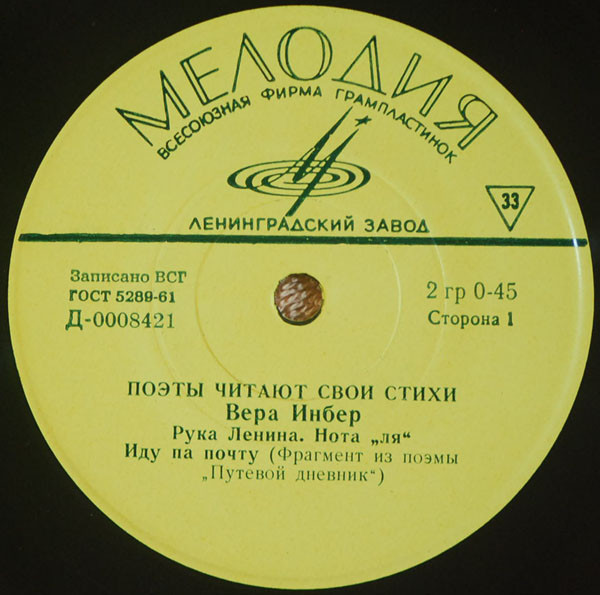 МЕЛОДИЯ
ВСЕСОЮЗНАЯ ФИРМА ГРАМПЛАСТИНОК
ЛЕНИНГРАДСКИЙ ЗАВОД
33
Записано ВСГ
ГОСТ 5289-61
Д-0008421
2 гр 0-45
Сторона 1
ПОЭТЫ ЧИТАЮТ СВОИ СТИХИ
Вера Инбер
Рука Ленина. Нота „ля“
Иду па почту (Фрагмент из поэмы
„Путевой дневник“)